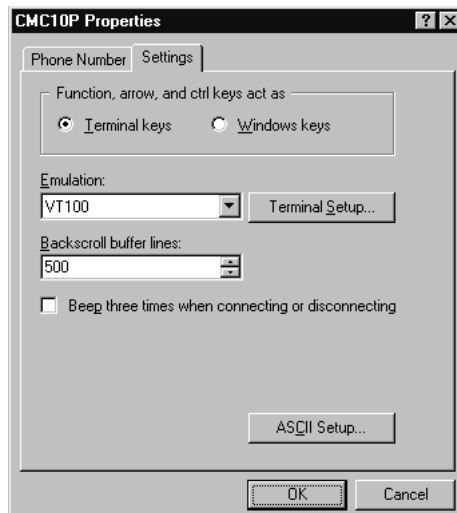 CMC10P Properties ? ×
Phone Number Settings
Function, arrow, and ctrl keys act as
Terminal keys Windows keys
Emulation:
VT100 Terminal Setup...
Backscroll buffer lines:
500
Beep three times when connecting or disconnecting
ASCII Setup...
OK Cancel